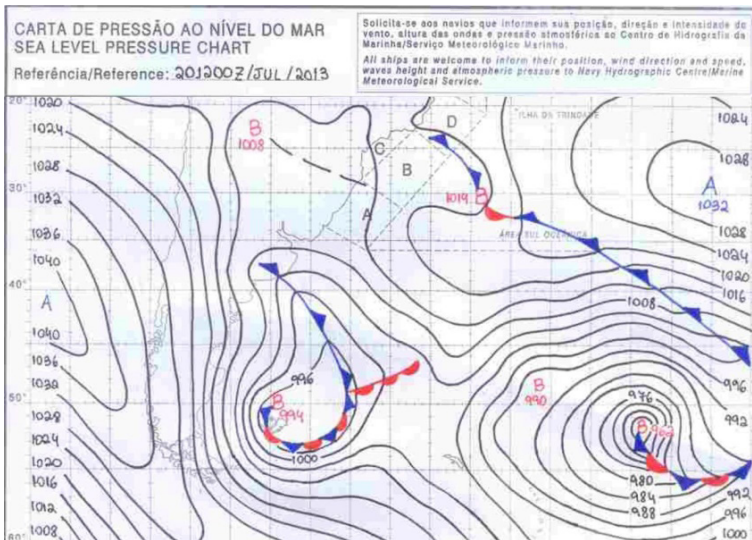 CARTA DE PRESSÃO AO NÍVEL DO MAR
SEA LEVEL PRESSURE CHART
Referência/Reference: 201200Z/JUL/2013
Solicita-se aos navios que informem sua posição, direção e intensidade do
vento, altura das ondas e pressão atmosférica ao Centro de Hidrografia da
Marinha/Serviço Meteorológico Marinho.
All ships are welcome to inform their position, wind direction and speed,
waves height and atmospheric pressure to Navy Hydrographic Centre/Marine
Meteorological Service.
20°
1020
1024
1028
30°
1032
1036
1040
40°
A
1040
1036
1032
50°
1028
1024
1020
1016
1012
1008
60°
B
1008
C
D
B
A
ILHA DA TRINDADE
1019 B
ÁREA SUL OCEÂNICA
1024
1028
A
1032
1028
1024
1020
1016
1008
996
B
994
1000
B
990
976
B 962
996
992
980
984
988
992
996
1000